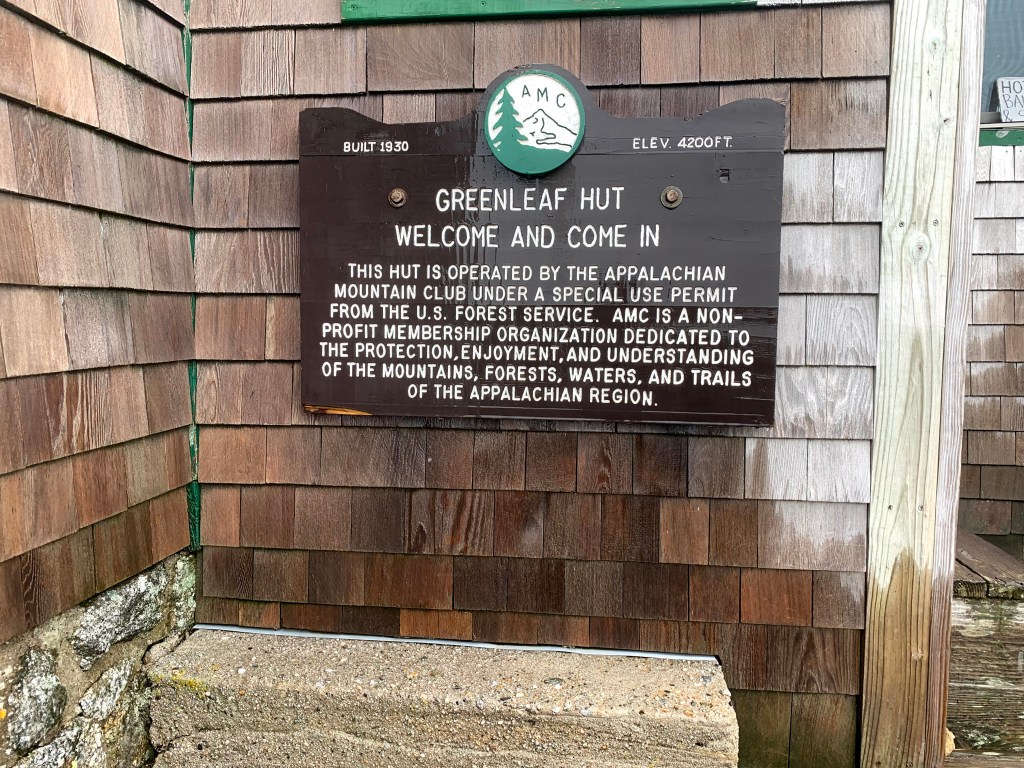 AMC
BUILT 1930
ELEV. 4200FT.
GREENLEAF HUT
WELCOME AND COME IN
THIS HUT IS OPERATED BY THE APPALACHIAN
MOUNTAIN CLUB UNDER A SPECIAL USE PERMIT
FROM THE U.S. FOREST SERVICE. AMC IS A NON-
PROFIT MEMBERSHIP ORGANIZATION DEDICATED TO
THE PROTECTION, ENJOYMENT, AND UNDERSTANDING
OF THE MOUNTAINS, FORESTS, WATERS, AND TRAILS
OF THE APPALACHIAN REGION.